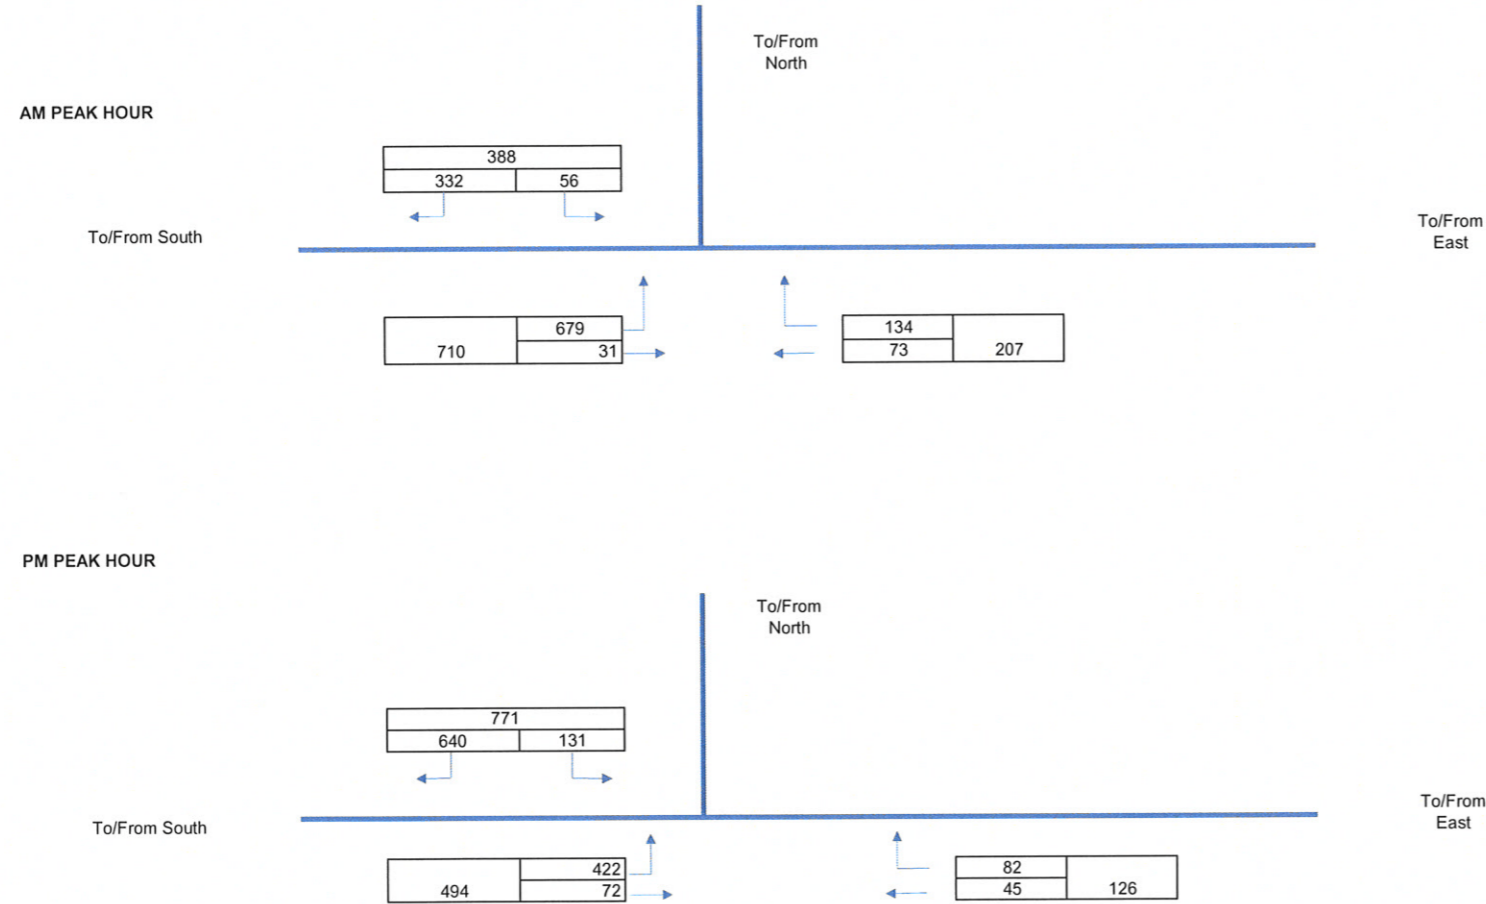 To/From
North
AM PEAK HOUR
388
332 56
To/From South
To/From
East
679
710 31
134
73 207
PM PEAK HOUR
To/From
North
771
640 131
To/From South
To/From
East
422
494 72
82
45 126